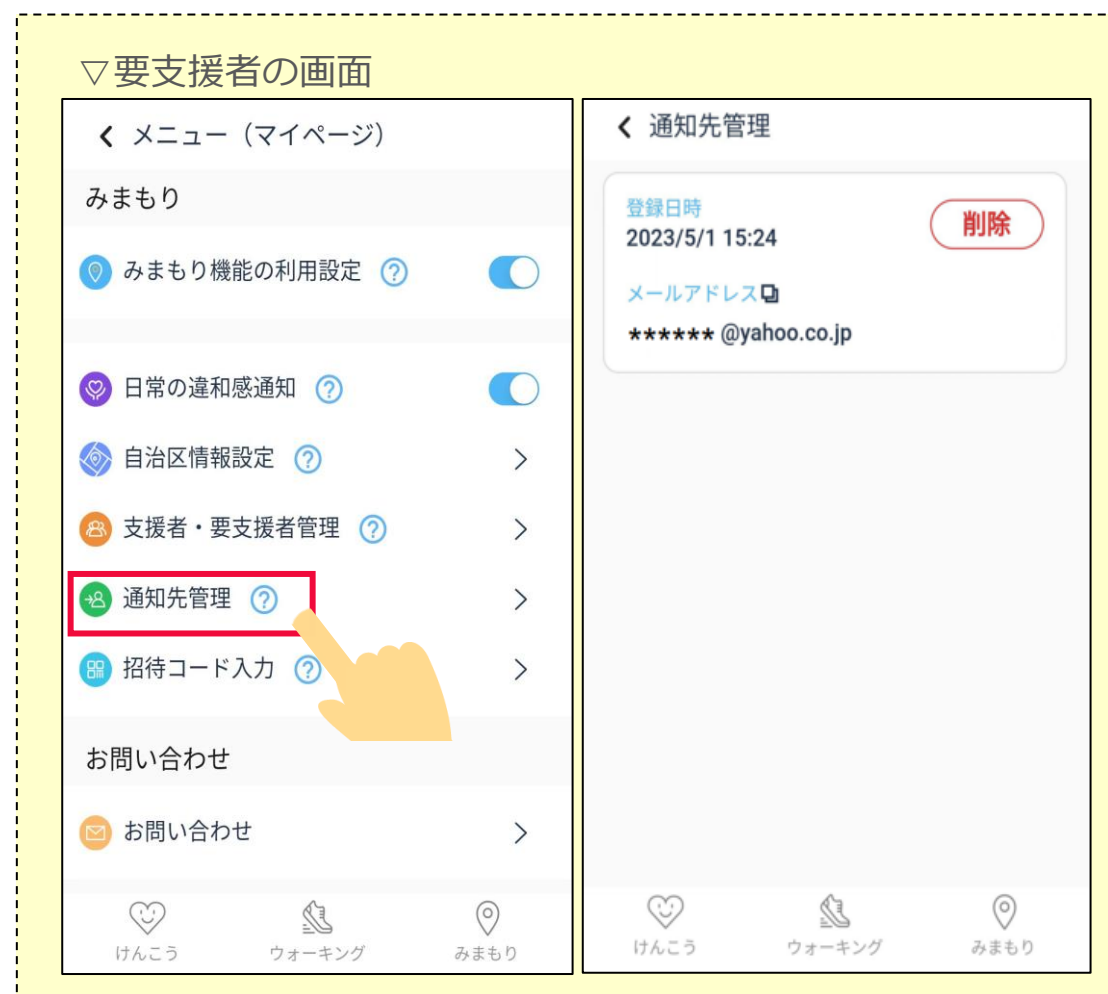 ▽要支援者の画面
メニュー（マイページ）
みまもり
みまもり機能の利用設定 ?
日常の違和感通知 ?
自治区情報設定 ?
支援者・要支援者管理 ?
通知先管理 ?
招待コード入力 ?
お問い合わせ
お問い合わせ
けんこう
ウォーキング
みまもり
通知先管理
登録日時
2023/5/1 15:24
削除
メールアドレス
****** @yahoo.co.jp
けんこう
ウォーキング
みまもり